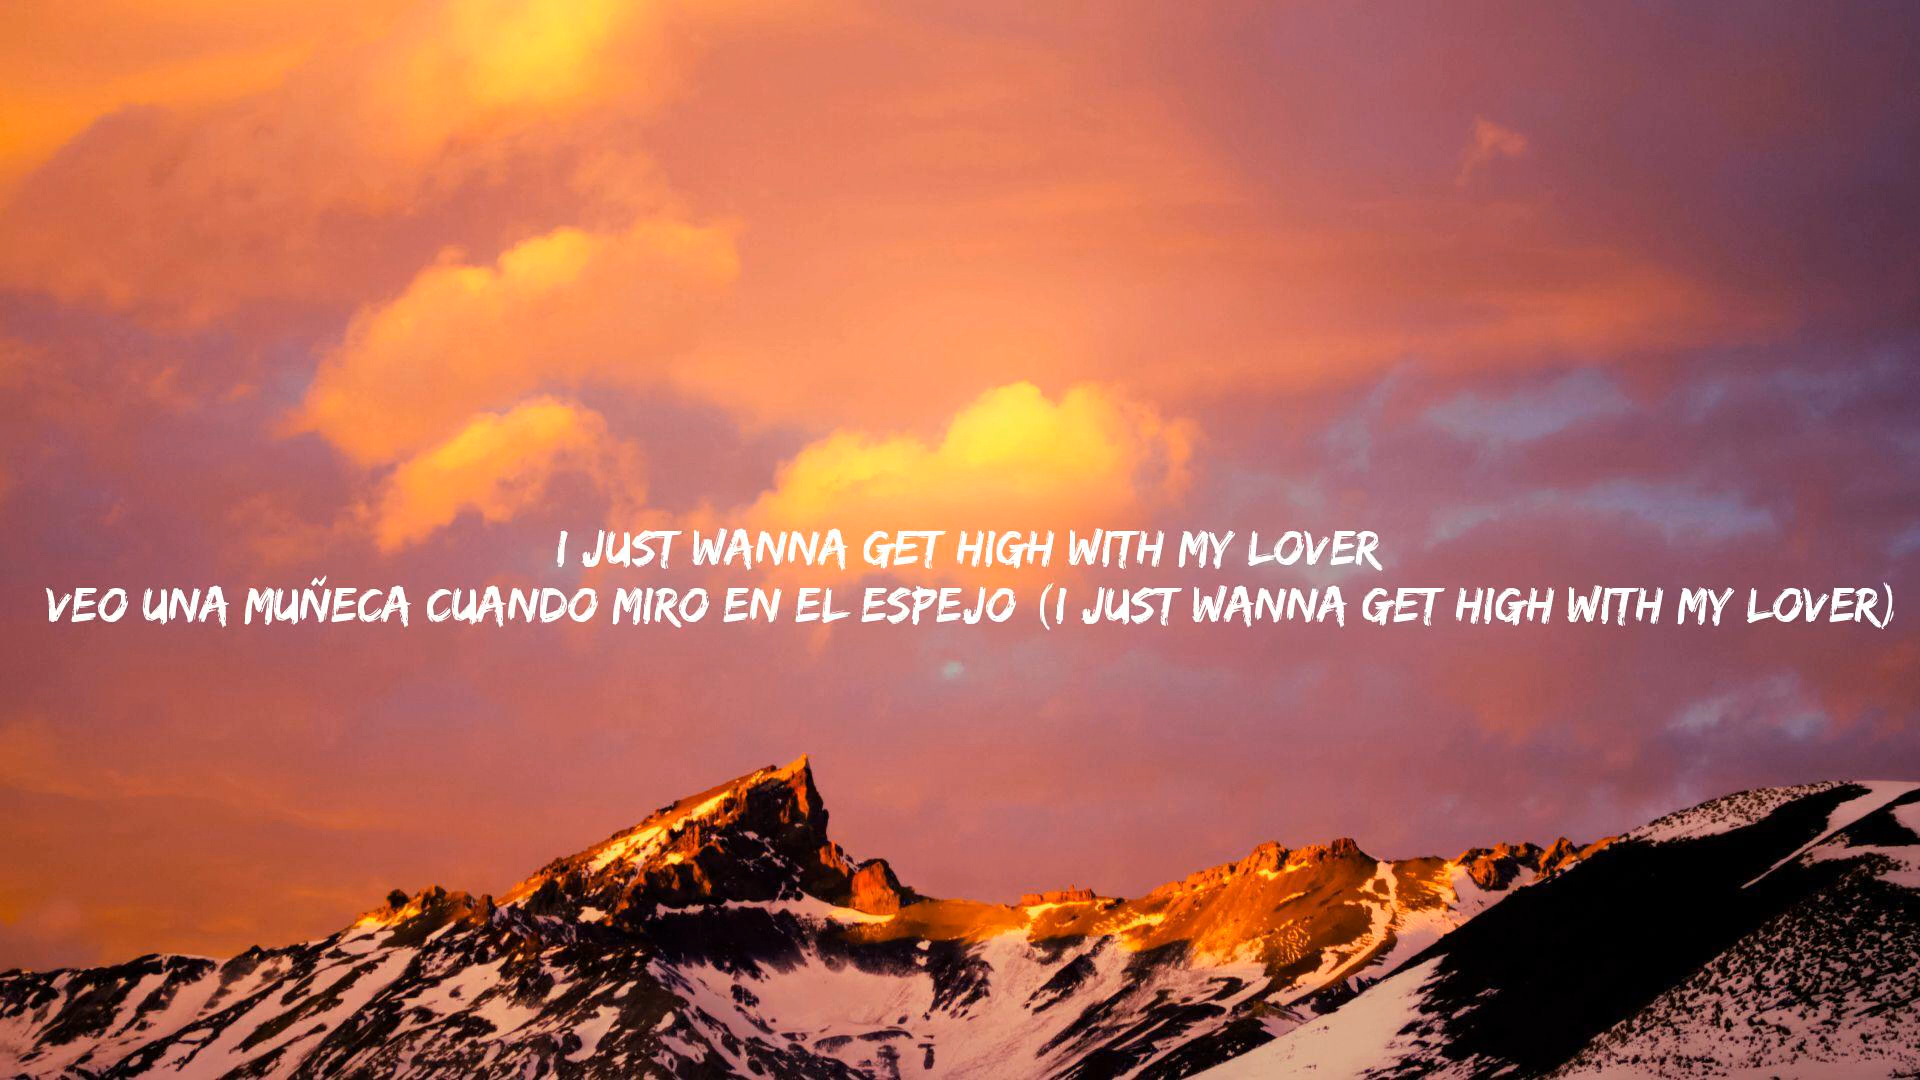 I JUST WANNA GET HIGH WITH MY LOVER
VEO UNA MUÑECA CUANDO MIRO EN EL ESPEJO (I JUST WANNA GET HIGH WITH MY LOVER)